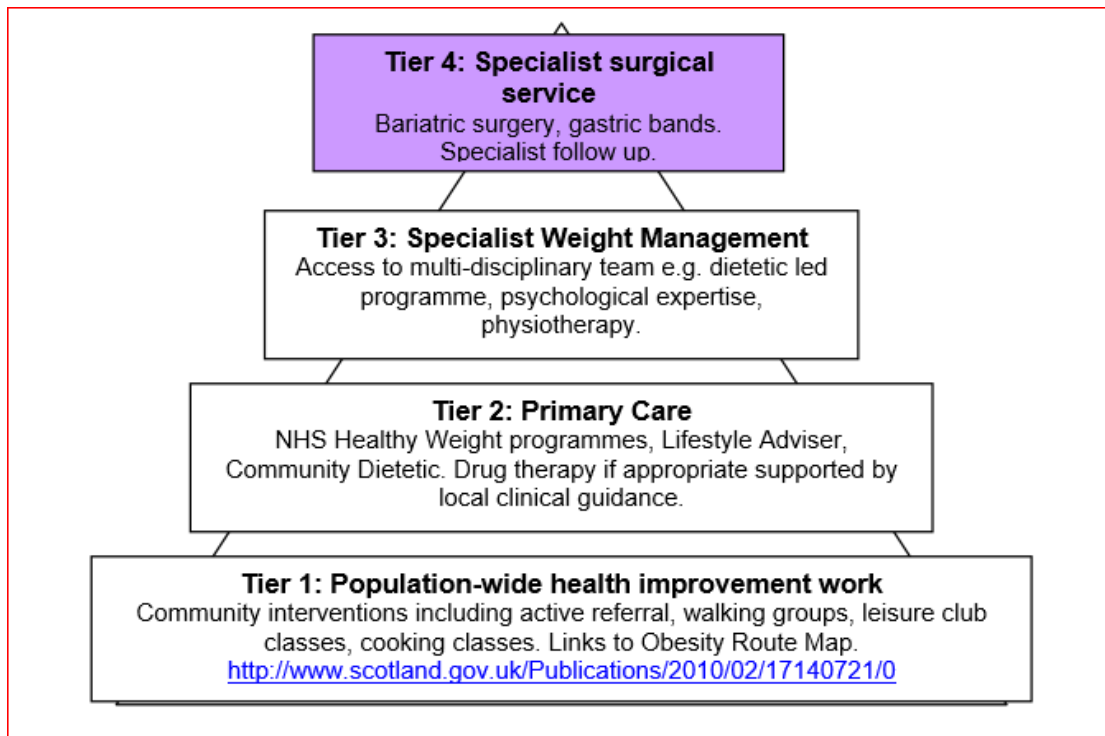 Tier 4: Specialist surgical
service
Bariatric surgery, gastric bands.
Specialist follow up.
Tier 3: Specialist Weight Management
Access to multi-disciplinary team e.g. dietetic led
programme, psychological expertise,
physiotherapy.
Tier 2: Primary Care
NHS Healthy Weight programmes, Lifestyle Adviser,
Community Dietetic. Drug therapy if appropriate supported by
local clinical guidance.
Tier 1: Population-wide health improvement work
Community interventions including active referral, walking groups, leisure club
classes, cooking classes. Links to Obesity Route Map.
http://www.scotland.gov.uk/Publications/2010/02/17140721/0